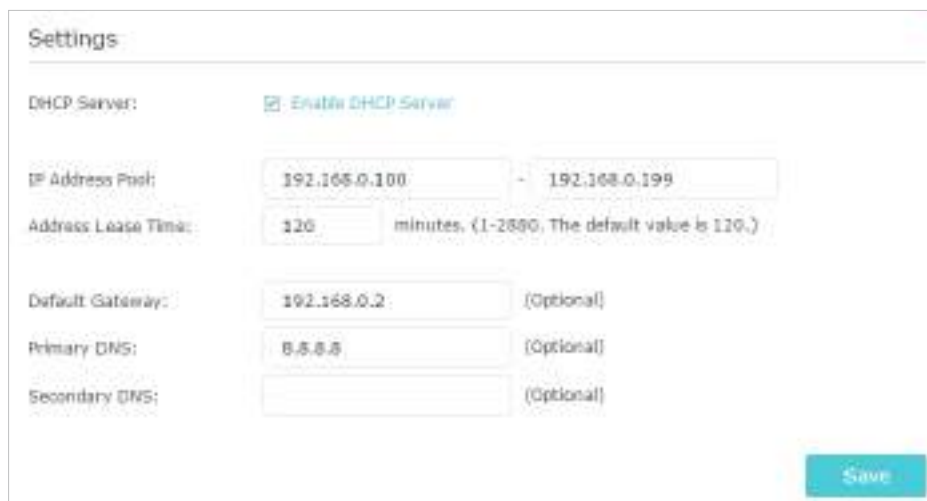 Settings
DHCP Server: Enable DHCP Server
IP Address Pool: 192.168.0.100 - 192.168.0.199
Address Lease Time: 120 minutes. (1-2880. The default value is 120.)
Default Gateway: 192.168.0.2 (Optional)
Primary DNS: 8.8.8.8 (Optional)
Secondary DNS: (Optional)
Save